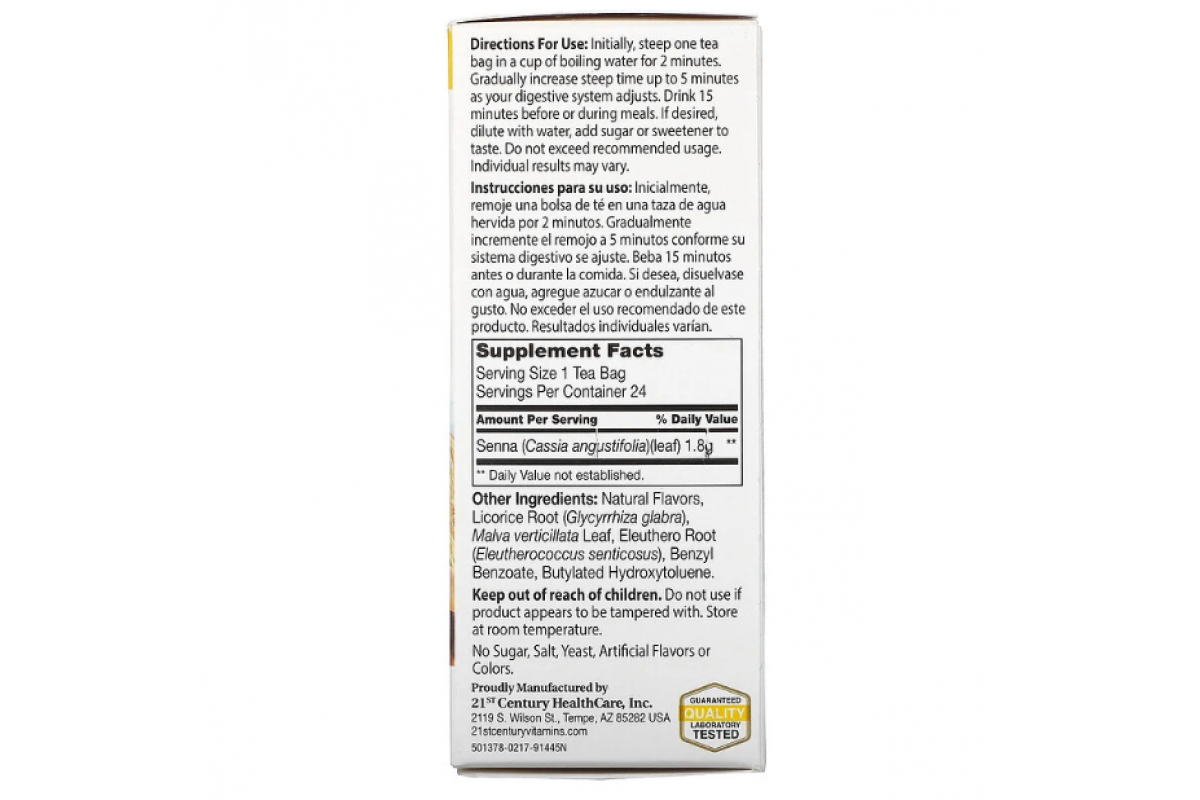 Directions For Use: Initially, steep one tea
bag in a cup of boiling water for 2 minutes.
Gradually increase steep time up to 5 minutes
as your digestive system adjusts. Drink 15
minutes before or during meals. If desired,
dilute with water, add sugar or sweetener to
taste. Do not exceed recommended usage.
Individual results may vary.
Instrucciones para su uso: Inicialmente,
remoje una bolsa de té en una taza de agua
hervida por 2 minutos. Gradualmente
incremente el remojo a 5 minutos conforme su
sistema digestivo se ajuste. Beba 15 minutos
antes o durante la comida. Si desea, disuelvase
con agua, agregue azucar o endulzante al
gusto. No exceder el uso recomendado de este
producto. Resultados individuales varían.
Supplement Facts
Serving Size 1 Tea Bag
Servings Per Container 24
Amount Per Serving % Daily Value
Senna (Cassia angustifolia)(leaf) 1.8g **
** Daily Value not established.
Other Ingredients: Natural Flavors,
Licorice Root (Glycyrrhiza glabra),
Malva verticillata Leaf, Eleuthero Root
(Eleutherococcus senticosus), Benzyl
Benzoate, Butylated Hydroxytoluene.
Keep out of reach of children. Do not use if
product appears to be tampered with. Store
at room temperature.
No Sugar, Salt, Yeast, Artificial Flavors or
Colors.
Proudly Manufactured by
21ST Century HealthCare, Inc.
2119 S. Wilson St., Tempe, AZ 85282 USA
21stcenturyvitamins.com
501378-0217-91445N
GUARANTEED
QUALITY
LABORATORY
TESTED